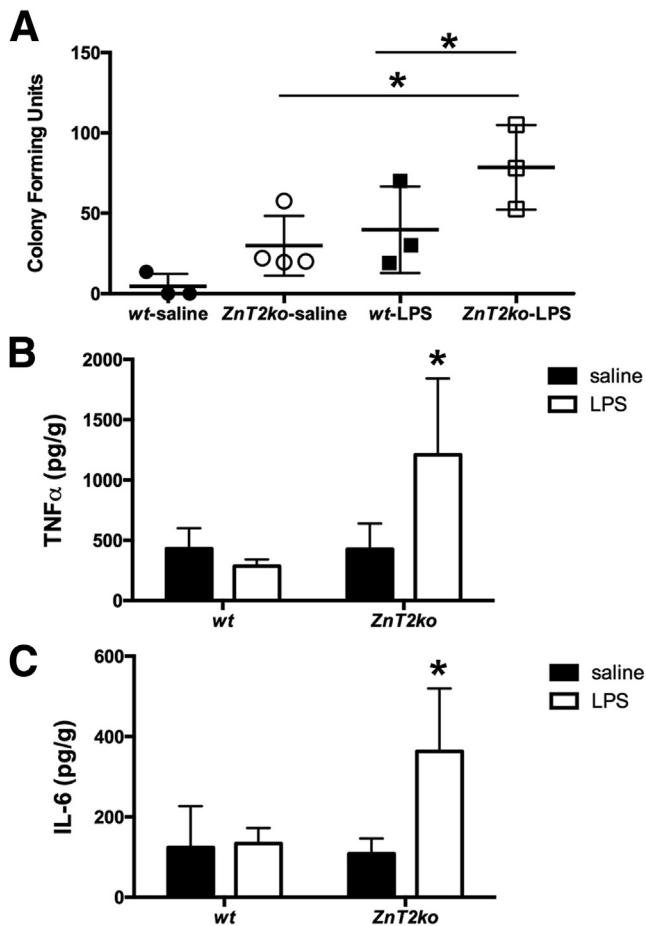 A
*
*
150
100
50
0
Colony Forming Units
wt-saline ZnT2ko-saline wt-LPS ZnT2ko-LPS
B
*
2000
1500
1000
500
0
TNFα (pg/g)
wt ZnT2ko
saline
LPS
C
*
600
400
200
0
IL-6 (pg/g)
wt ZnT2ko
saline
LPS